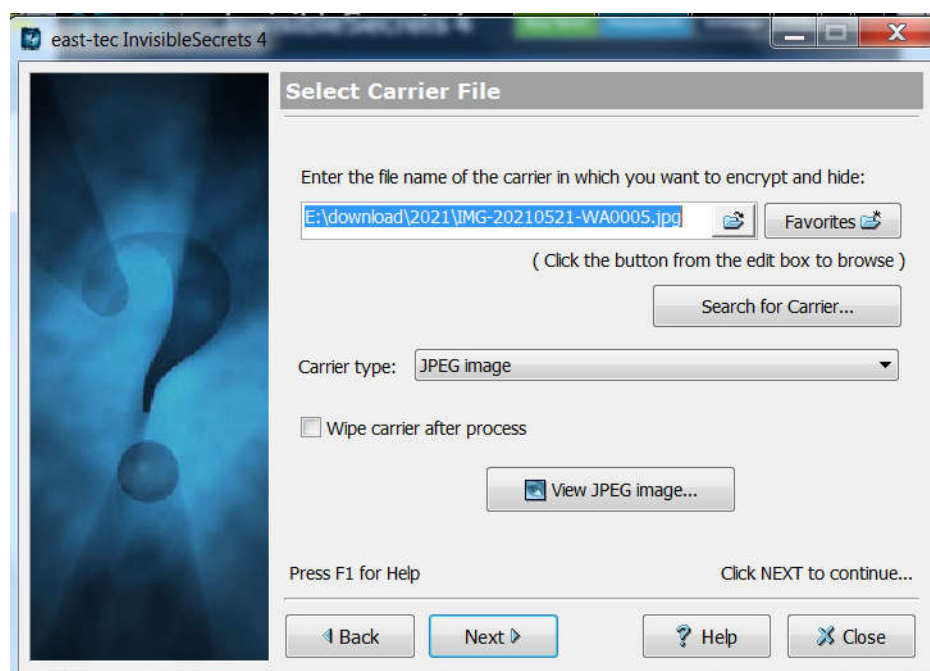 east-tec InvisibleSecrets 4
Select Carrier File
Enter the file name of the carrier in which you want to encrypt and hide:
E:\download\2021\IMG-20210521-WA0005.jpg
Favorites
( Click the button from the edit box to browse )
Search for Carrier...
Carrier type: JPEG image
Wipe carrier after process
View JPEG image...
Press F1 for Help Click NEXT to continue...
Back Next Help Close